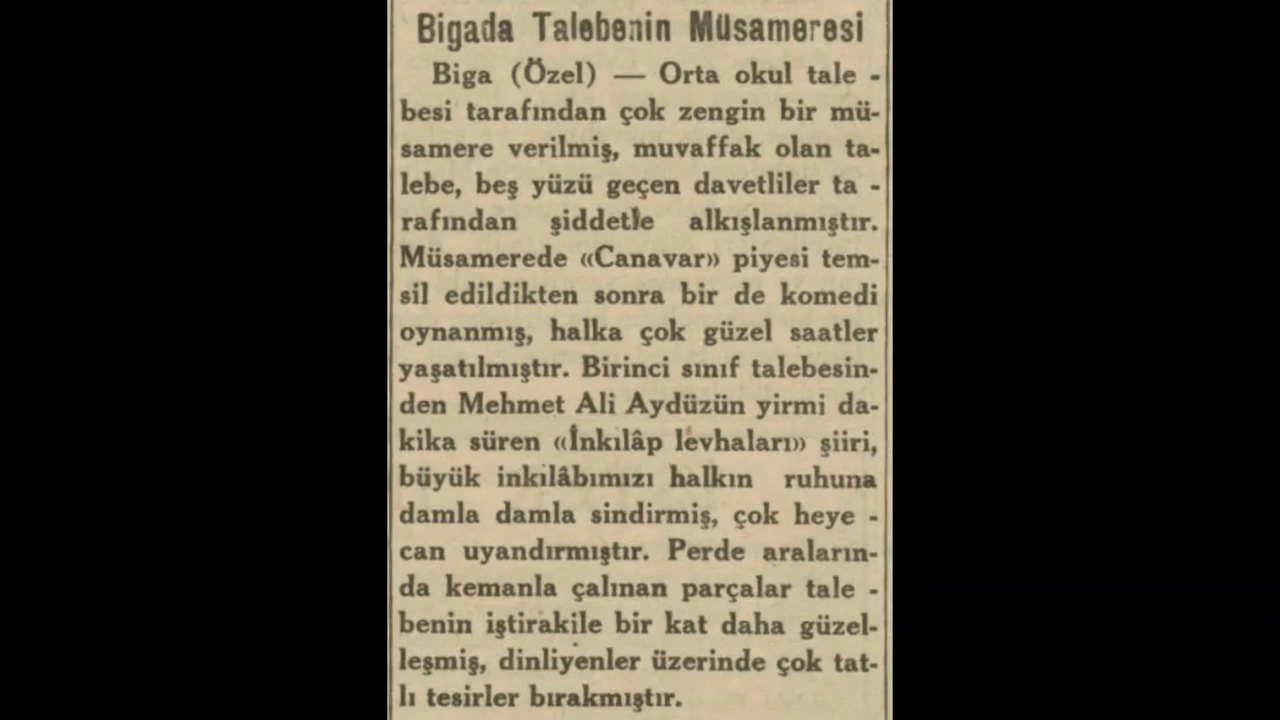 Bigada Talebenin Müsameresi
Biga (Özel) — Orta okul tale -
besi tarafından çok zengin bir mü-
samere verilmiş, muvaffak olan ta-
lebe, beş yüzü geçen davetliler ta -
rafından şiddetle alkışlanmıştır.
Müsamerede «Canavar» piyesi tem-
sil edildikten sonra bir de komedi
oynanmış, halka çok güzel saatler
yaşatılmıştır. Birinci sınıf talebesin-
den Mehmet Ali Aydüzün yirmi da-
kika süren «İnkılâp levhaları» şiiri,
büyük inkılâbımızı halkın ruhuna
damla damla sindirmiş, çok heye -
can uyandırmıştır. Perde araların-
da kemanla çalınan parçalar tale -
benin iştirakile bir kat daha güzel-
leşmiş, dinliyenler üzerinde çok tat-
lı tesirler bırakmıştır.